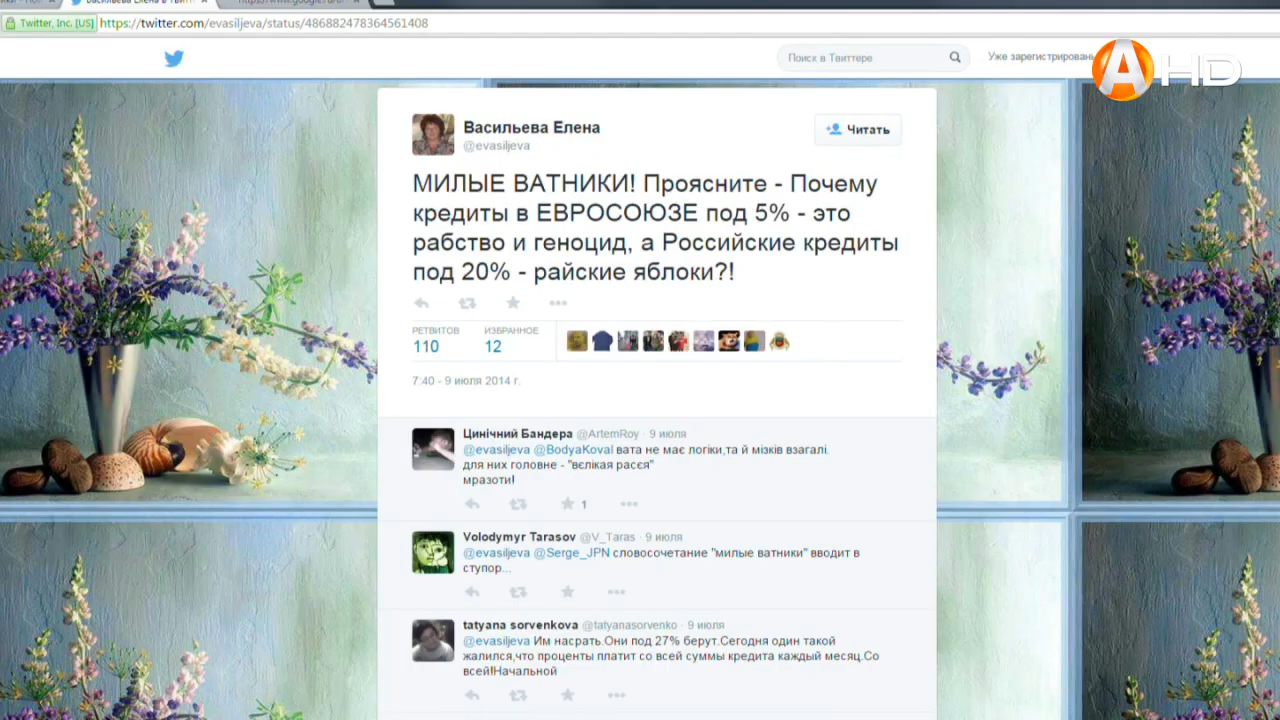 Twitter, Inc. [US] https://twitter.com/evasiljeva/status/486882478364561408
Поиск в Твиттере
Уже зарегистрированы
A HD
Васильева Елена
@evasiljeva
Читать
МИЛЫЕ ВАТНИКИ! Проясните - Почему
кредиты в ЕВРОСОЮЗЕ под 5% - это
рабство и геноцид, а Российские кредиты
под 20% - райские яблоки?!
РЕТВИТОВ
ИЗБРАННОЕ
110
12
7:40 - 9 июля 2014 г.
Цинічний Бандера @ArtemRoy · 9 июля
@evasiljeva @BodyaKoval вата не має логіки,та й мізків взагалі.
для них головне - "вєлікая расєя"
мразоти!
1
Volodymyr Tarasov @V_Taras · 9 июля
@evasiljeva @Serge_JPN словосочетание "милые ватники" вводит в
ступор...
tatyana sorvenkova @tatyanasorvenko · 9 июля
@evasiljeva Им насрать.Они под 27% берут.Сегодня один такой
жалился,что проценты платит со всей суммы кредита каждый месяц.Со
всей!Начальной